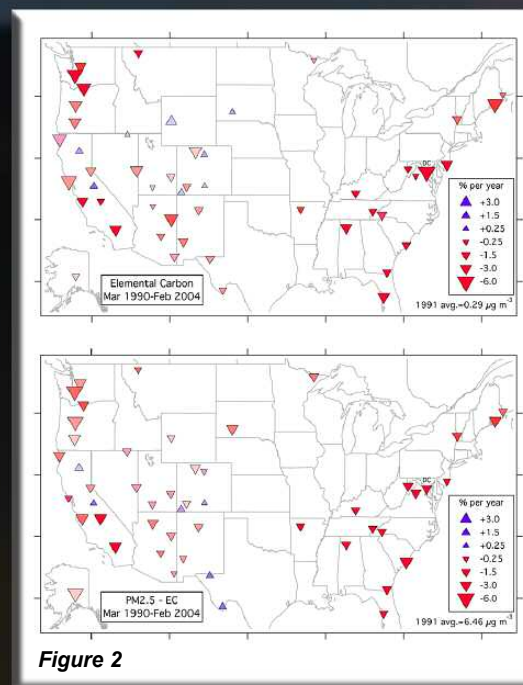 DC
% per year
+3.0
+1.5
+0.25
-0.25
-1.5
-3.0
-6.0
Elemental Carbon
Mar 1990-Feb 2004
1991 avg.=0.29 µg m⁻³
DC
% per year
+3.0
+1.5
+0.25
-0.25
-1.5
-3.0
-6.0
PM2.5 - EC
Mar 1990-Feb 2004
1991 avg.=6.46 µg m⁻³
Figure 2